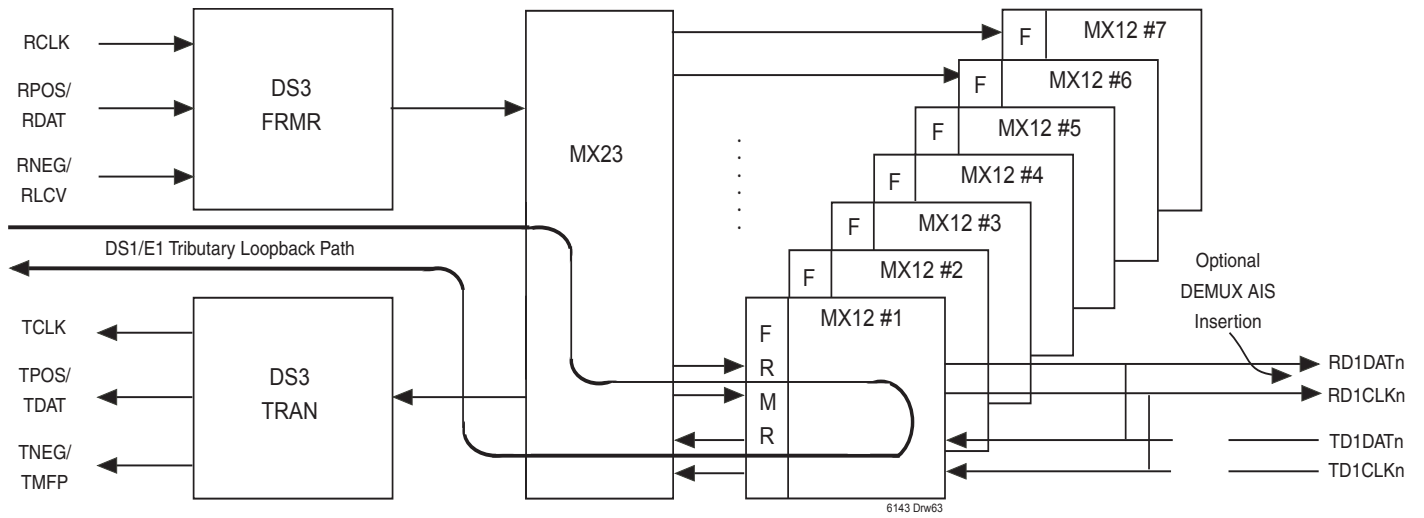 RCLK
RPOS/
RDAT
RNEG/
RLCV
DS3
FRMR
MX23
F
MX12 #7
F
MX12 #6
F
MX12 #5
F
MX12 #4
F
MX12 #3
F
MX12 #2
MX12 #1
F
R
M
R
DS1/E1 Tributary Loopback Path
TCLK
TPOS/
TDAT
TNEG/
TMFP
DS3
TRAN
Optional
DEMUX AIS
Insertion
RD1DATn
RD1CLKn
TD1DATn
TD1CLKn
6143 Drw63